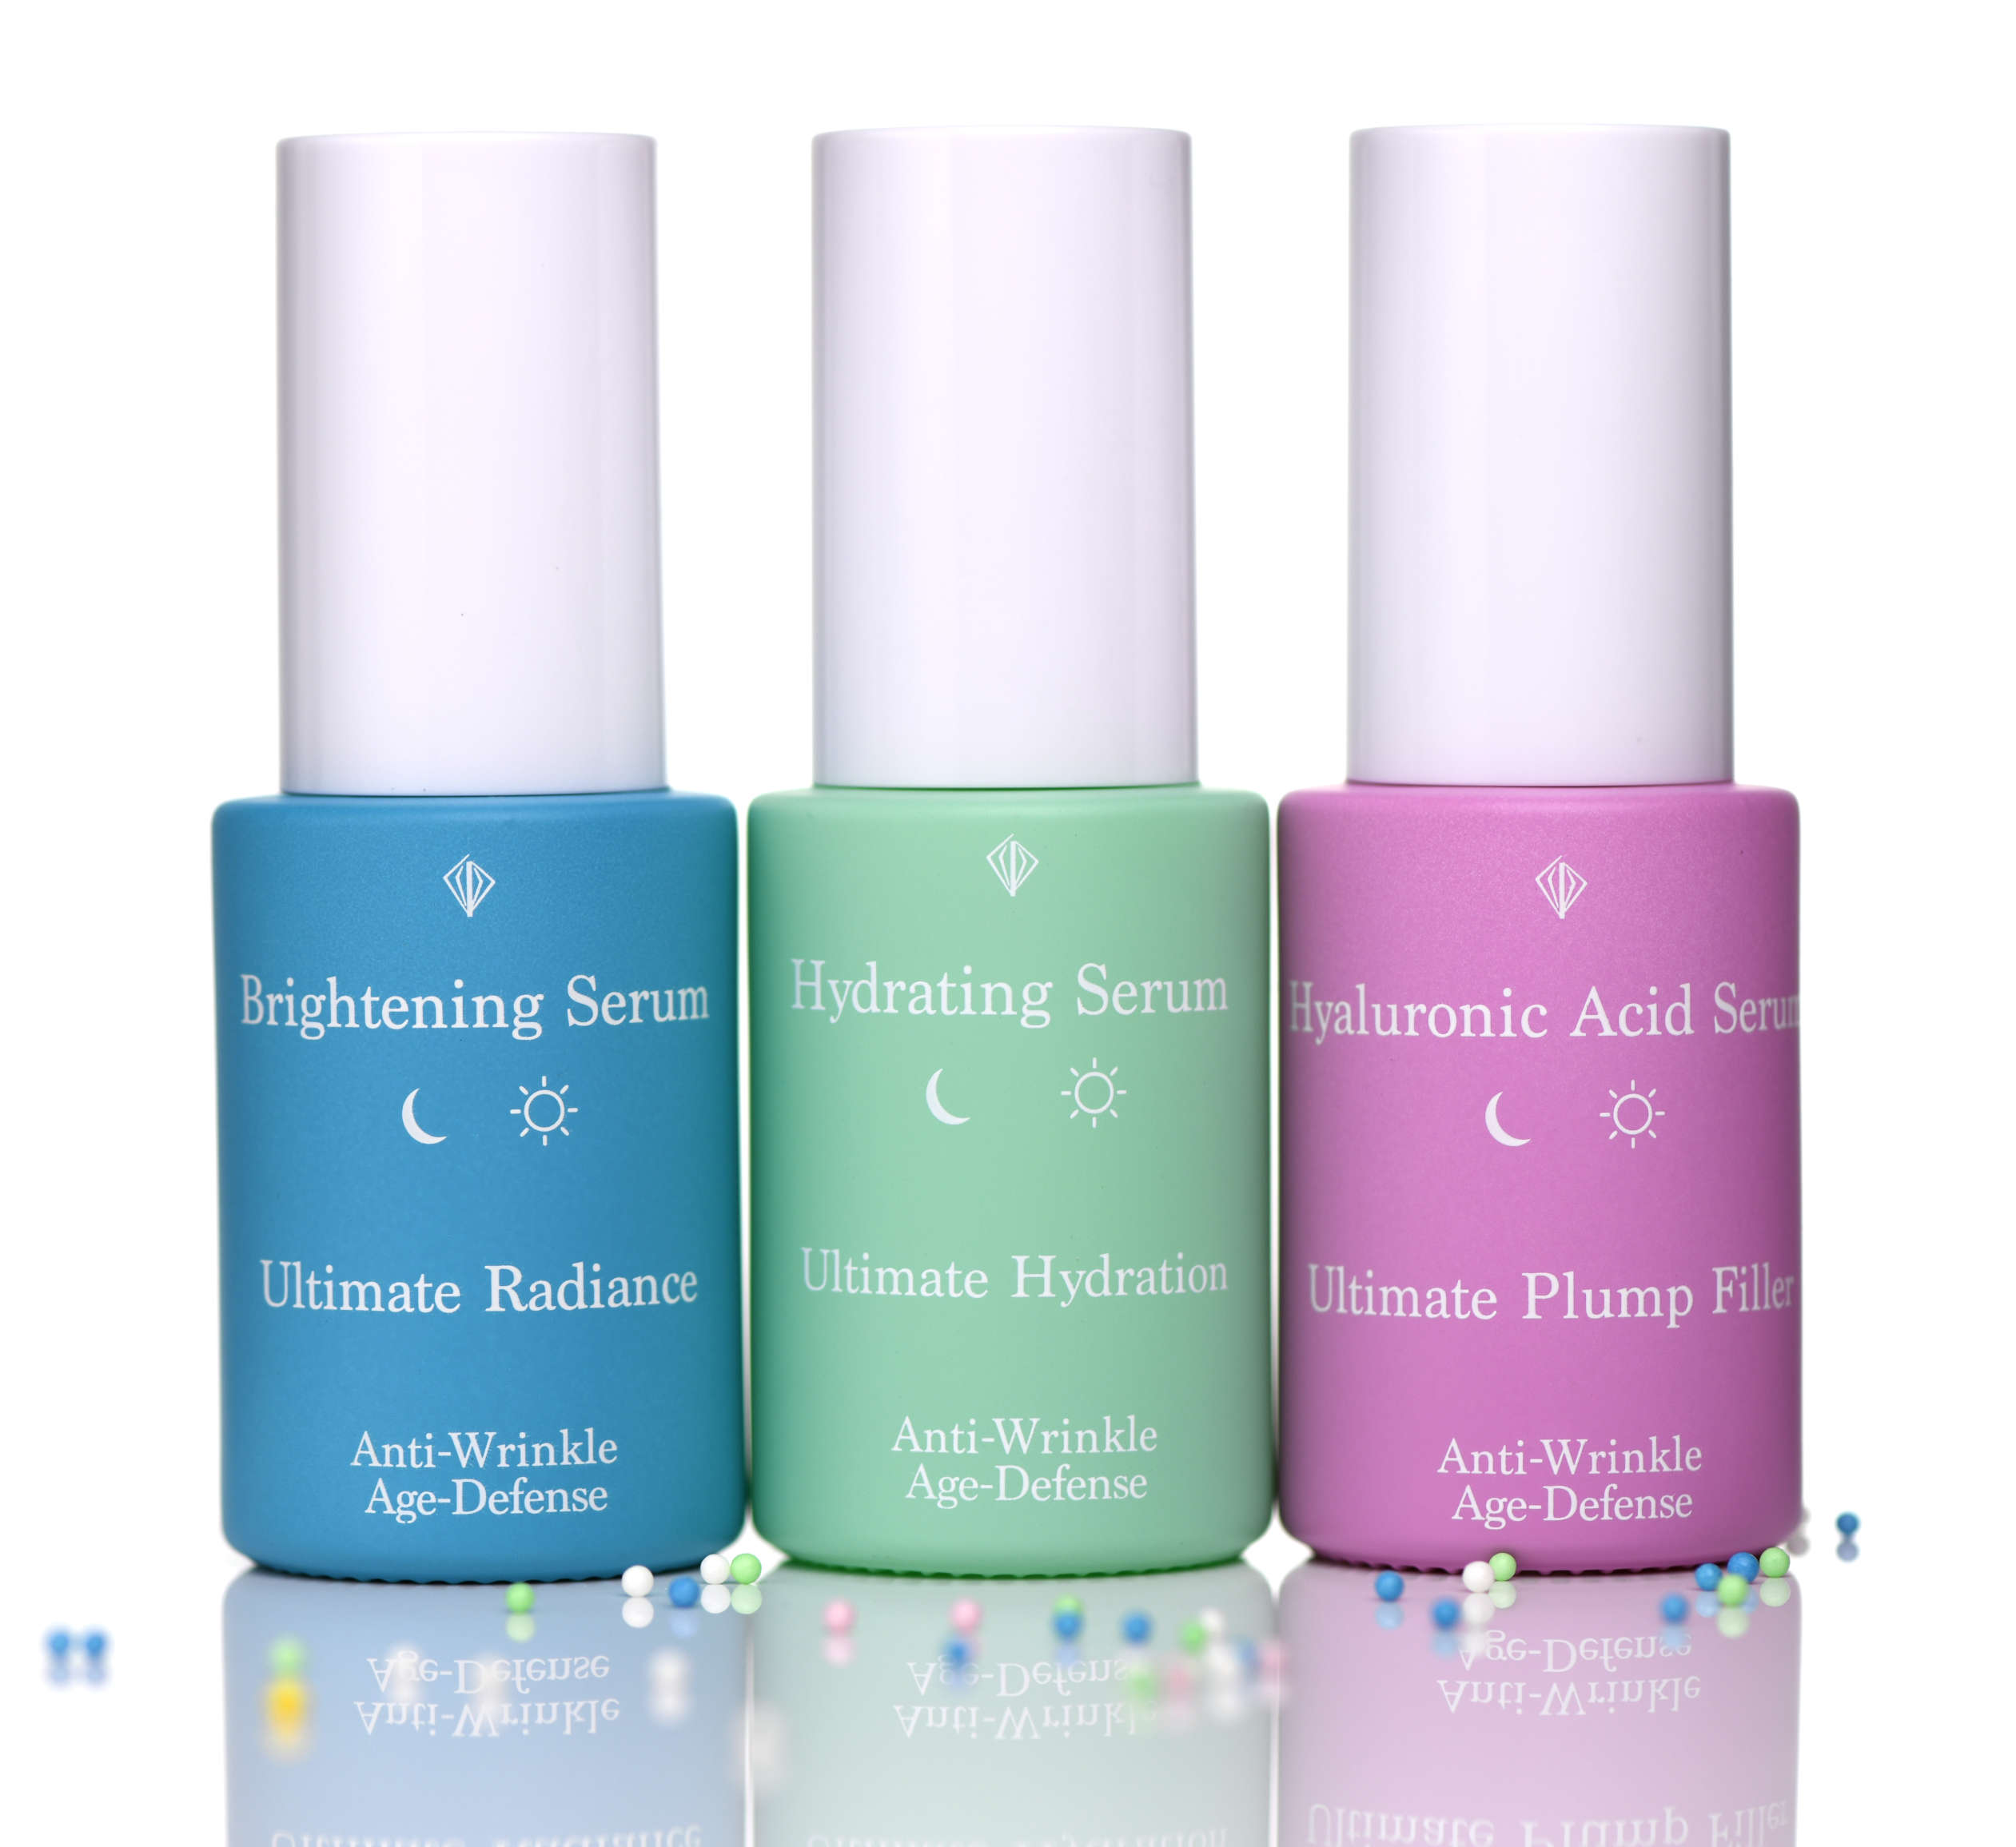 Brightening Serum
Ultimate Radiance
Anti-Wrinkle
Age-Defense
Hydrating Serum
Ultimate Hydration
Anti-Wrinkle
Age-Defense
Hyaluronic Acid Serum
Ultimate Plump Filler
Anti-Wrinkle
Age-Defense